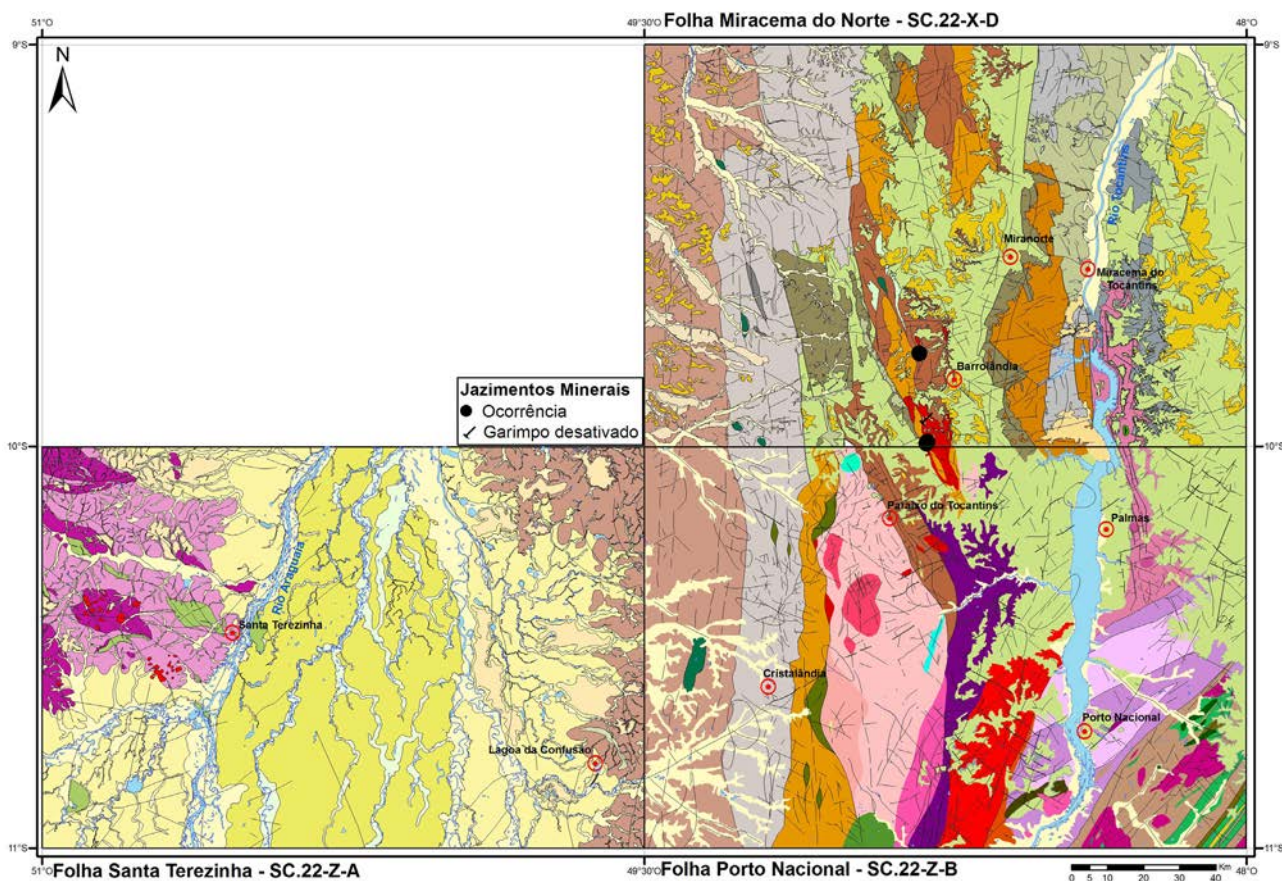 51°O
49°30'O
Folha Miracema do Norte - SC.22-X-D
48°O
9°S
9°S
N
Rio Tocantins
Miranorte
Miracema do
Tocantins
Jazimentos Minerais
Ocorrência
Garimpo desativado
Barrolândia
10°S
10°S
Paraíso do Tocantins
Palmas
Rio Araguaia
Santa Terezinha
Cristalândia
Lagoa da Confusão
Porto Nacional
11°S
11°S
51°O
Folha Santa Terezinha - SC.22-Z-A
49°30'O
Folha Porto Nacional - SC.22-Z-B
Km
0 5 10 20 30 40
48°O